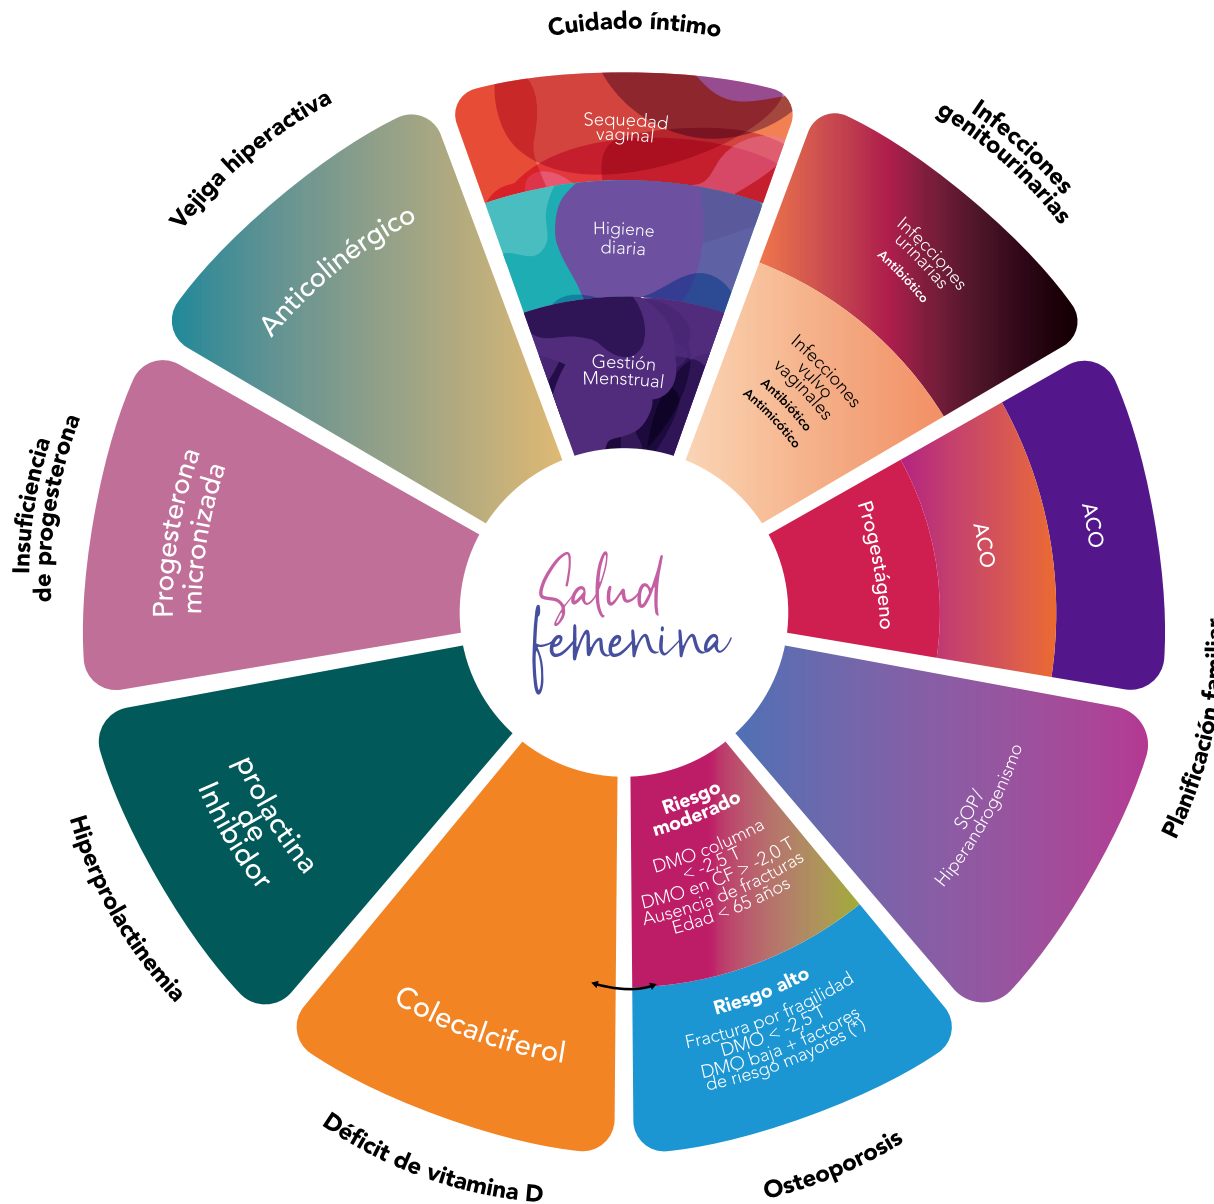 Cuidado íntimo
Sequedad
vaginal
Higiene
diaria
Gestión
Menstrual
Infecciones
genitourinarias
Infecciones
urinarias
Antibiótico
Infecciones
vulvo
vaginales
Antibiótico
Antimicótico
Planificación familiar
ACO
ACO
Progestágeno
SOP/
Hiperandrogenismo
Osteoporosis
Riesgo
moderado
DMO columna
< -2,5 T
DMO en CF > -2,0 T
Ausencia de fracturas
Edad < 65 años
Riesgo alto
Fractura por fragilidad
DMO < -2,5 T
DMO baja + factores
de riesgo mayores (*)
Déficit de vitamina D
Colecalciferol
Hiperprolactinemia
prolactina
de
Inhibidor
Insuficiencia
de progesterona
Progesterona
micronizada
Vejiga hiperactiva
Anticolinérgico
Salud
femenina